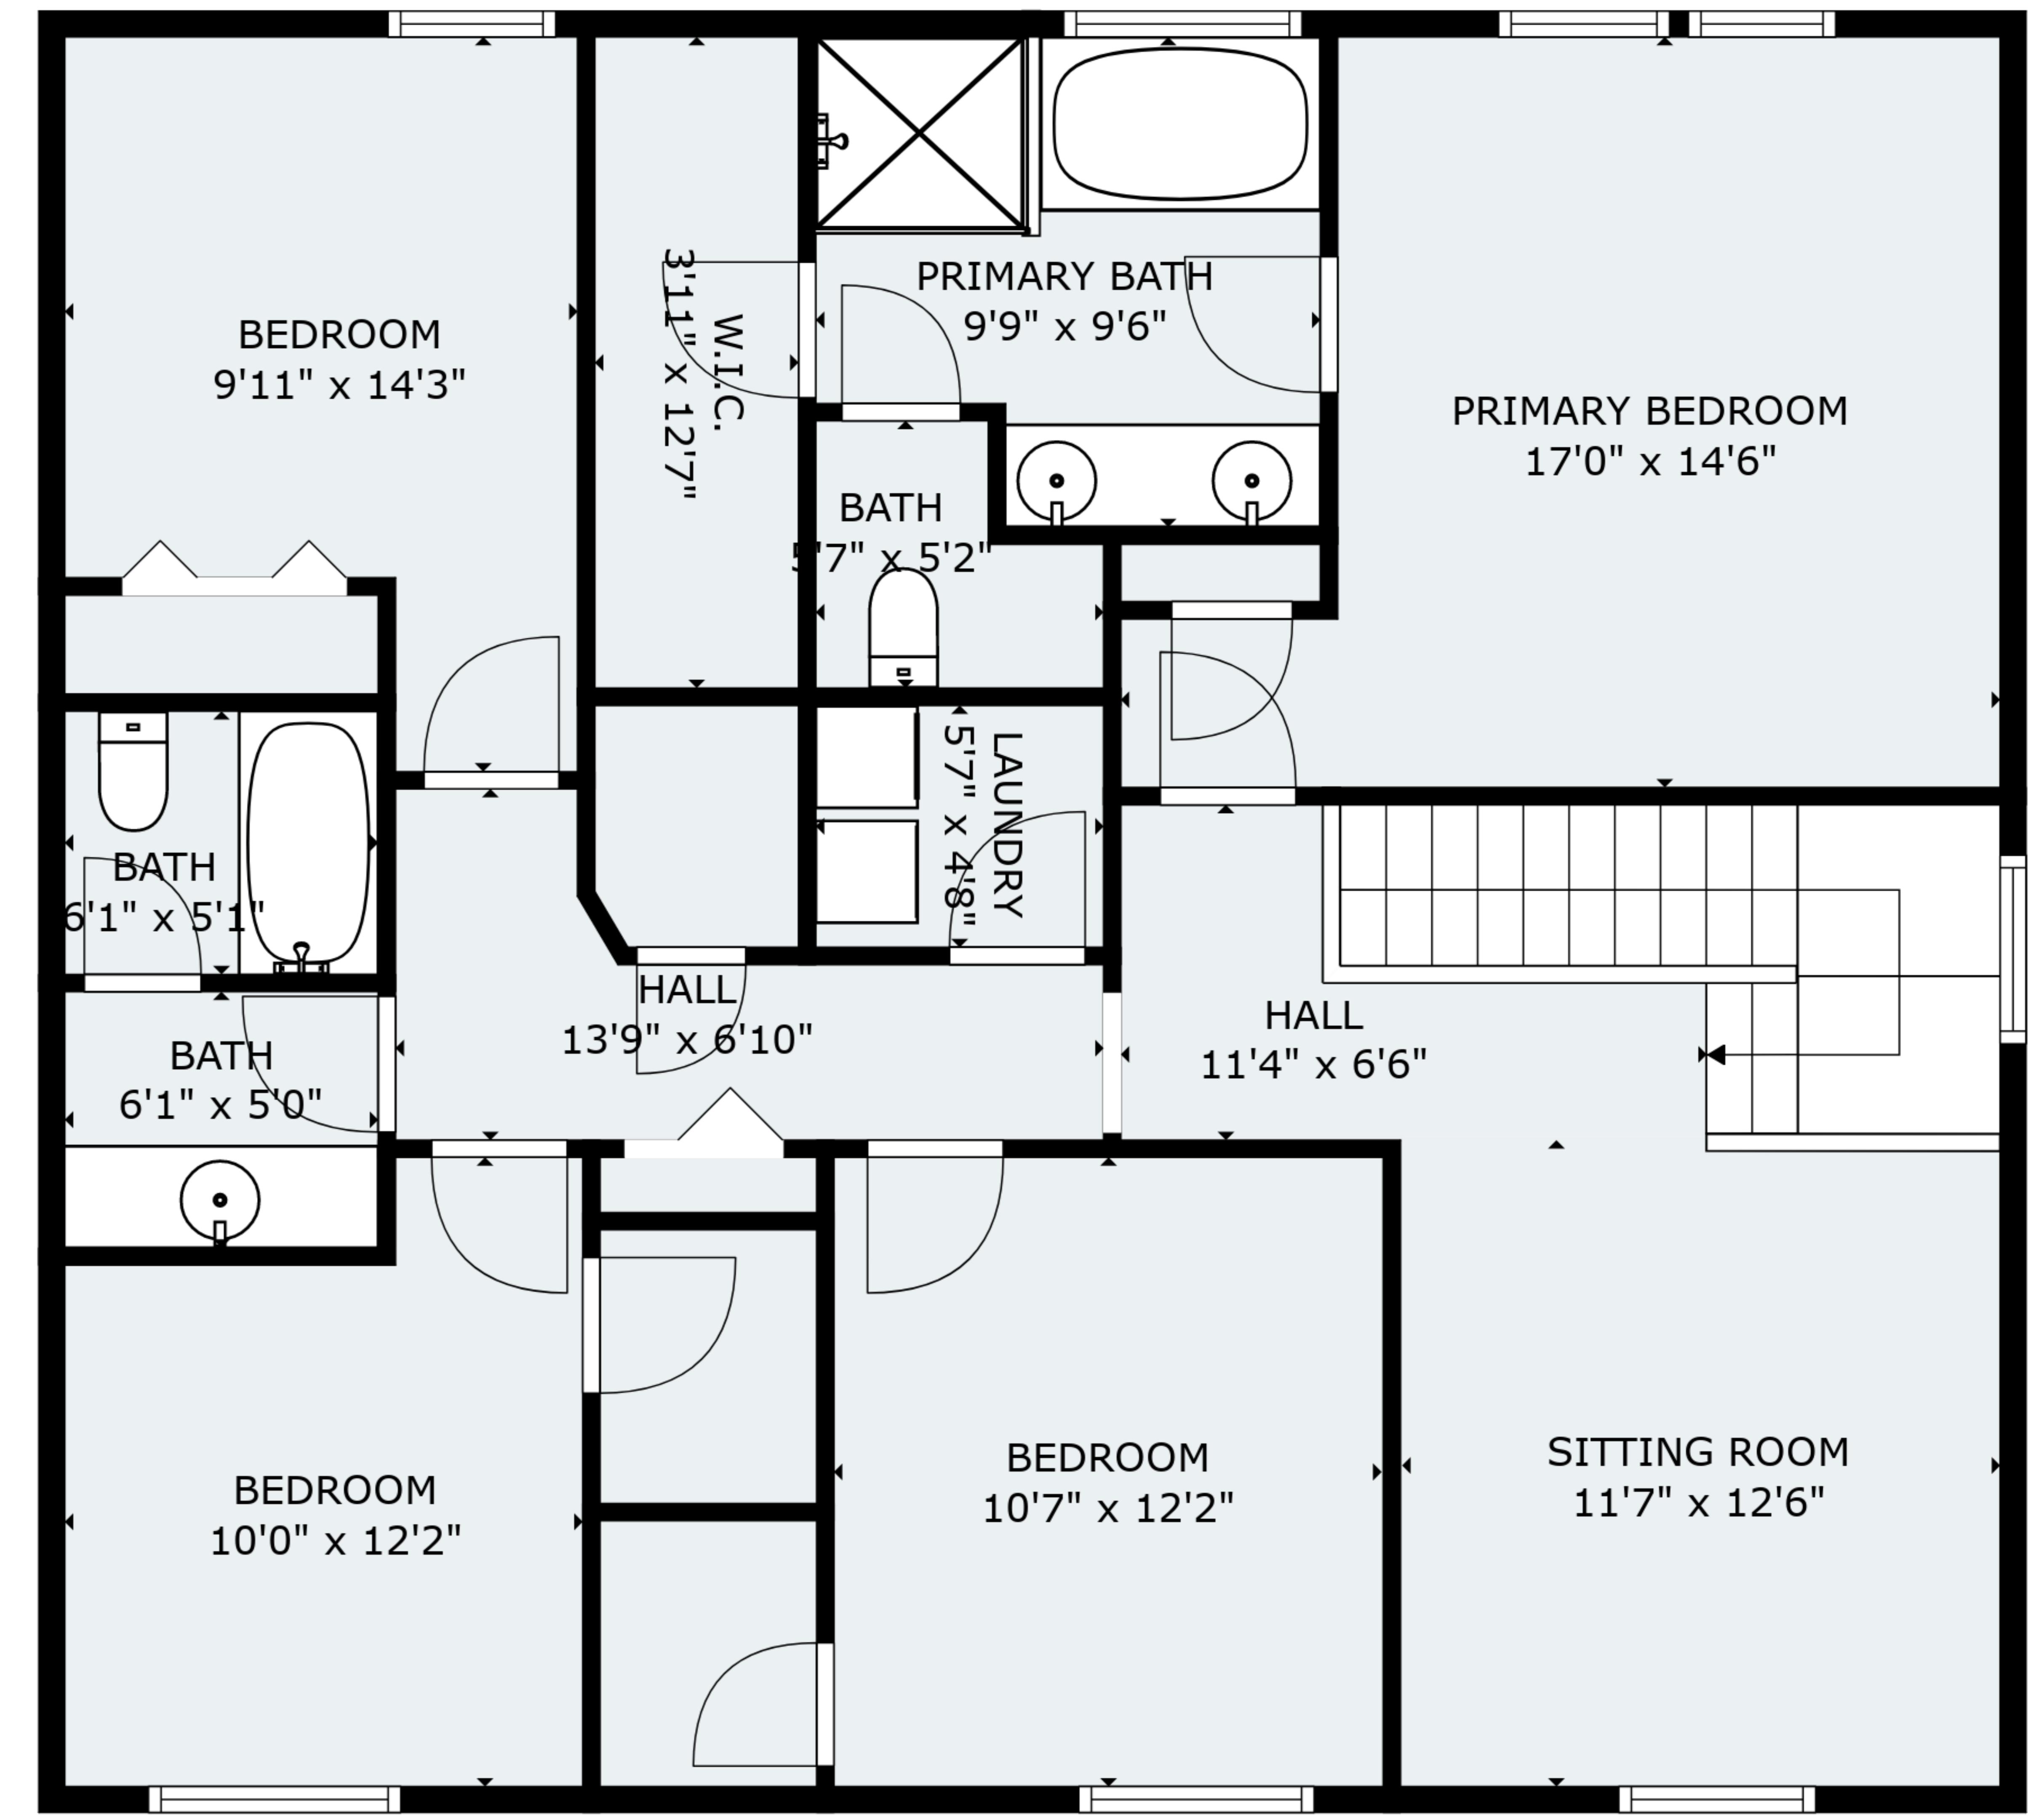 BEDROOM
9'11" x 14'3"
W.I.C.
3'11" x 12'7"
PRIMARY BATH
9'9" x 9'6"
PRIMARY BEDROOM
17'0" x 14'6"
BATH
5'7" x 5'2"
LAUNDRY
5'7" x 4'8"
BATH
6'1" x 5'1"
BATH
6'1" x 5'0"
HALL
13'9" x 6'10"
HALL
11'4" x 6'6"
BEDROOM
10'0" x 12'2"
BEDROOM
10'7" x 12'2"
SITTING ROOM
11'7" x 12'6"